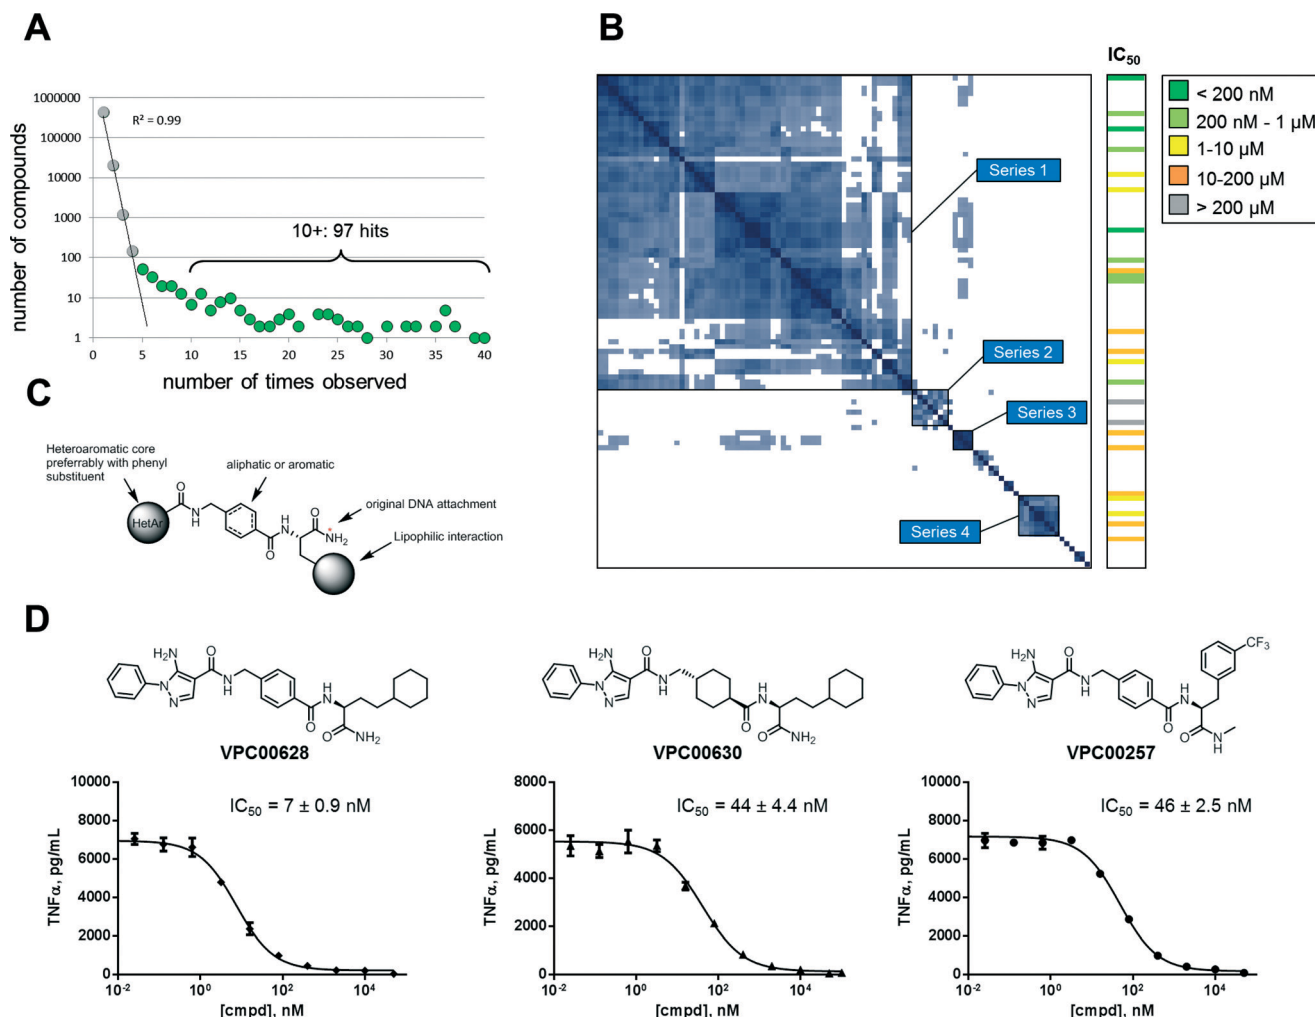 A
number of compounds
1000000
100000
10000
1000
100
10
1
R² = 0.99
10+: 97 hits
0
5
10
15
20
25
30
35
40
number of times observed
B
IC50
Series 1
Series 2
Series 3
Series 4
< 200 nM
200 nM - 1 µM
1-10 µM
10-200 µM
> 200 µM
C
Heteroaromatic core
preferrably with phenyl
substituent
aliphatic or aromatic
original DNA attachment
Lipophilic interaction
HetAr
O
N
H
O
H
N
O
*
NH2
D
H2N
O
N
N
N
H
H
N
O
O
NH2
VPC00628
H2N
O
N
N
N
H
O
H
N
O
NH2
VPC00630
H2N
O
N
N
N
H
O
H
N
O
N
H
CF3
VPC00257
TNFα, pg/mL
10000
8000
6000
4000
2000
0
IC50 = 7 ± 0.9 nM
10-2
100
102
104
[cmpd], nM
TNFα, pg/mL
8000
6000
4000
2000
0
IC50 = 44 ± 4.4 nM
10-2
100
102
104
[cmpd], nM
TNFα, pg/mL
10000
8000
6000
4000
2000
0
IC50 = 46 ± 2.5 nM
10-2
100
102
104
[cmpd], nM